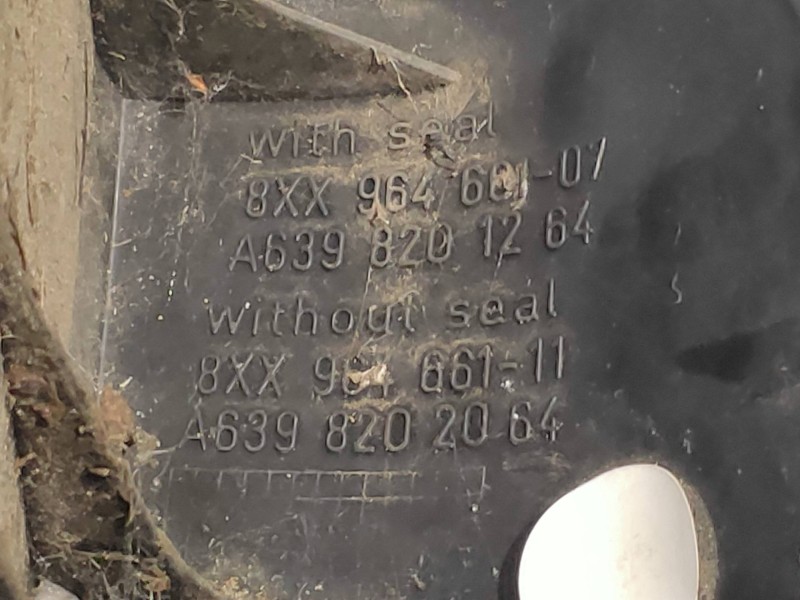 with seal
8XX 964 661-07
A639 820 12 64
without seal
8XX 964 661-11
A639 820 20 64